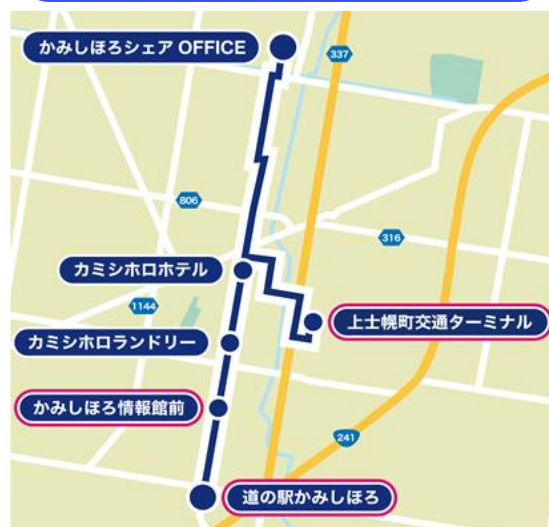 かみしほろシェア OFFICE
337
806
316
カミシホロホテル
1144
上士幌町交通ターミナル
カミシホロランドリー
かみしほろ情報館前
241
道の駅かみしほろ